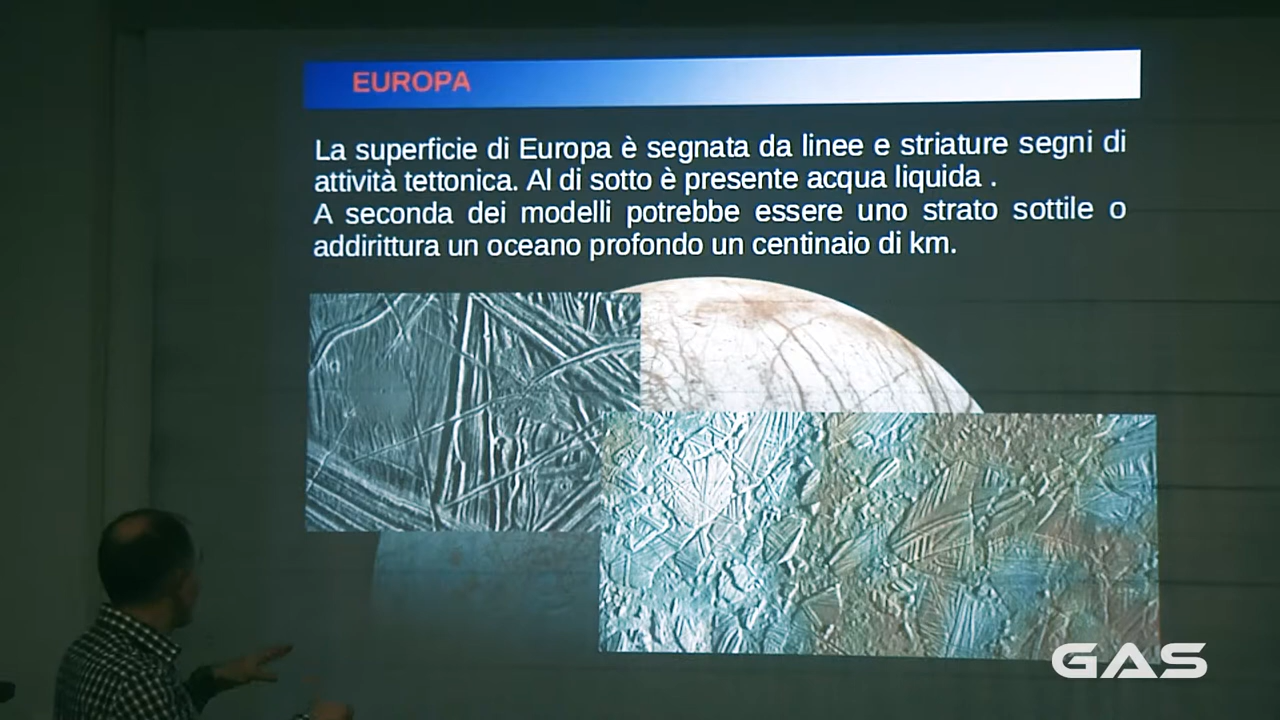 EUROPA
La superficie di Europa è segnata da linee e striature segni di
attività tettonica. Al di sotto è presente acqua liquida .
A seconda dei modelli potrebbe essere uno strato sottile o
addirittura un oceano profondo un centinaio di km.
GAS